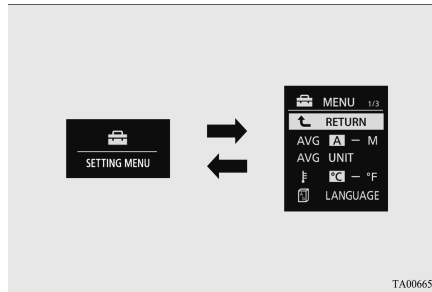 SETTING MENU
MENU 1/3
RETURN
AVG A – M
AVG UNIT
°C – °F
LANGUAGE
TA00665